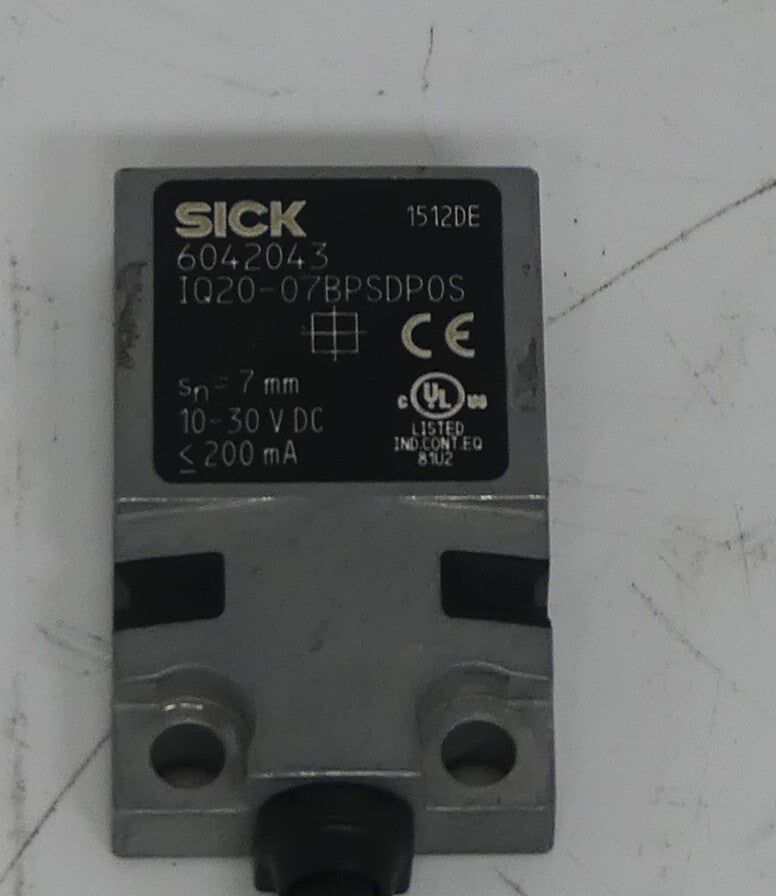 SICK 1512DE
6042043
IQ20-07BPSDP0S
CE
sn = 7 mm
10-30 V DC
≤ 200 mA
C UL US
LISTED
IND.CONT.EQ
81U2